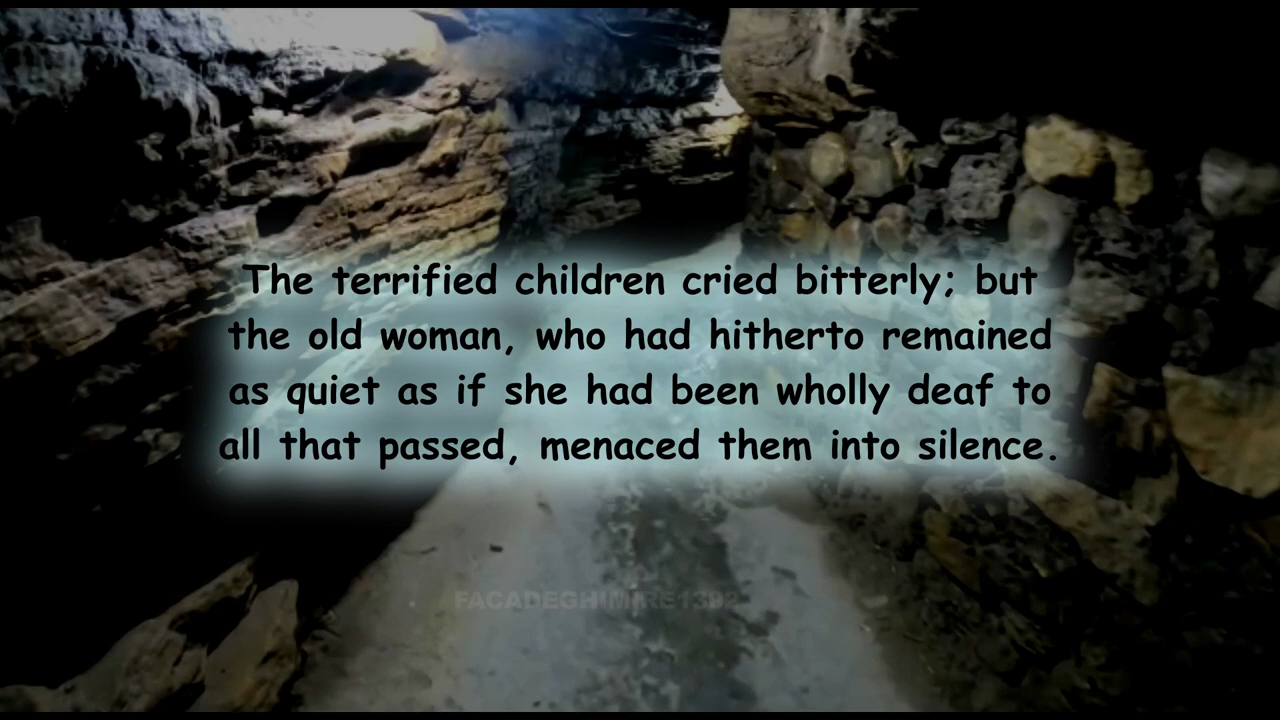 The terrified children cried bitterly; but
the old woman, who had hitherto remained
as quiet as if she had been wholly deaf to
all that passed, menaced them into silence.
FACADEGHIMIRE1392